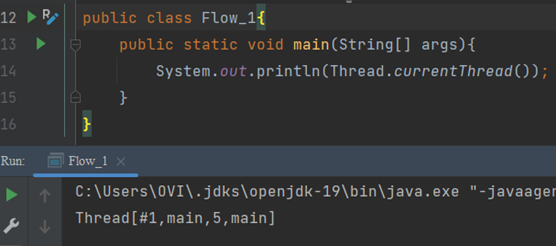 12 public class Flow_1{
13 public static void main(String[] args){
14 System.out.println(Thread.currentThread());
15 }
16 }
Run: Flow_1 ×
C:\Users\OVI\.jdks\openjdk-19\bin\java.exe "-javaagen
Thread[#1,main,5,main]